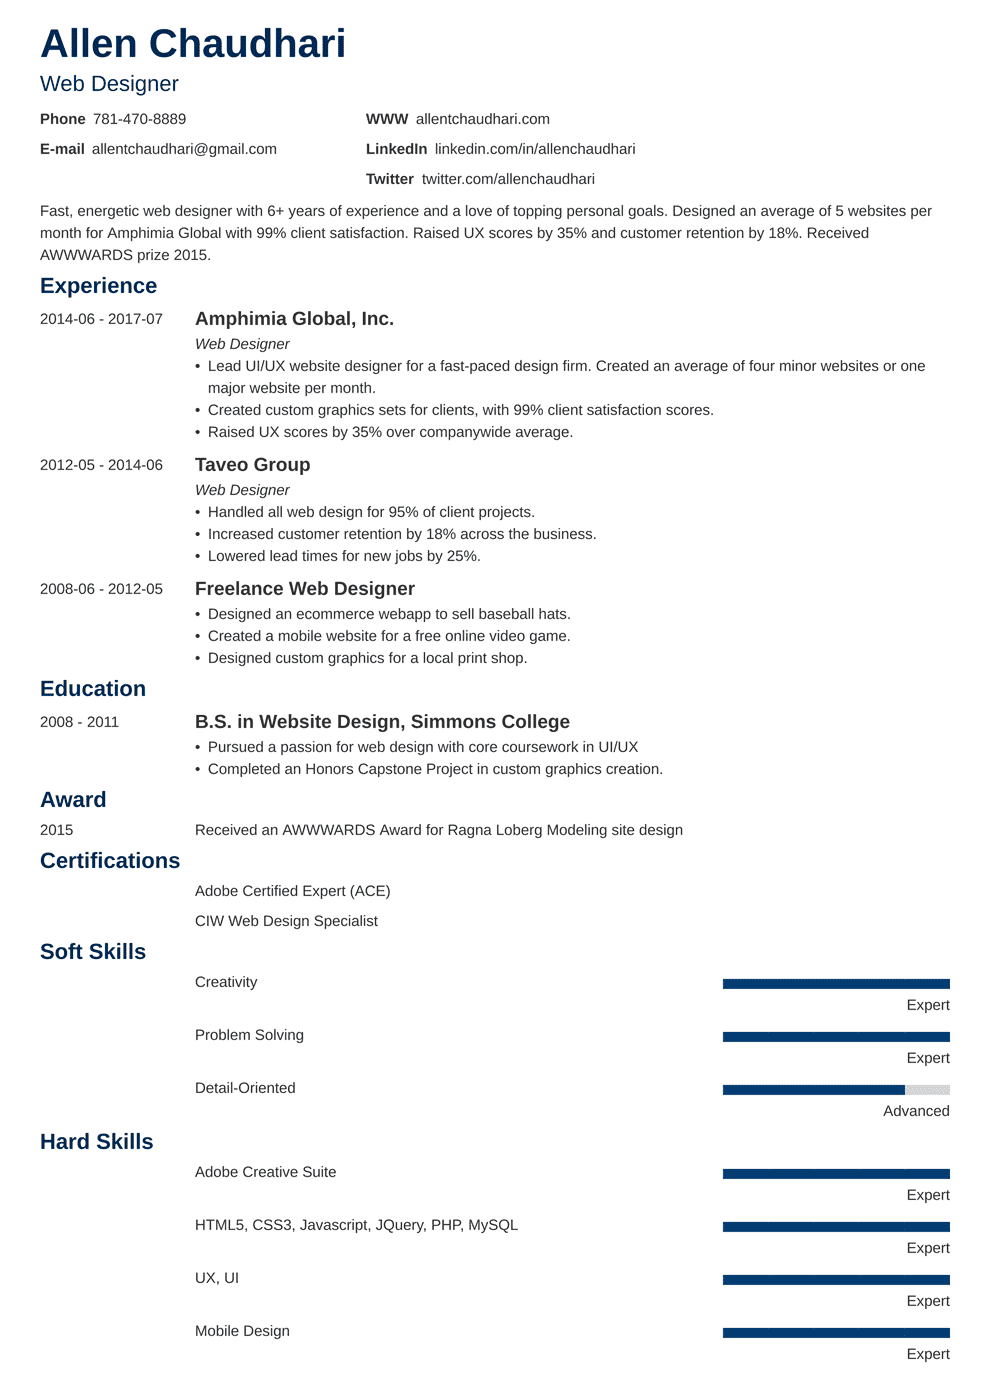 Allen Chaudhari
Web Designer
Phone 781-470-8889
WWW allentchaudhari.com
E-mail allentchaudhari@gmail.com
LinkedIn linkedin.com/in/allenchaudhari
Twitter twitter.com/allenchaudhari
Fast, energetic web designer with 6+ years of experience and a love of topping personal goals. Designed an average of 5 websites per
month for Amphimia Global with 99% client satisfaction. Raised UX scores by 35% and customer retention by 18%. Received
AWWWARDS prize 2015.
Experience
2014-06 - 2017-07
Amphimia Global, Inc.
Web Designer
• Lead UI/UX website designer for a fast-paced design firm. Created an average of four minor websites or one
major website per month.
• Created custom graphics sets for clients, with 99% client satisfaction scores.
• Raised UX scores by 35% over companywide average.
2012-05 - 2014-06
Taveo Group
Web Designer
• Handled all web design for 95% of client projects.
• Increased customer retention by 18% across the business.
• Lowered lead times for new jobs by 25%.
2008-06 - 2012-05
Freelance Web Designer
• Designed an ecommerce webapp to sell baseball hats.
• Created a mobile website for a free online video game.
• Designed custom graphics for a local print shop.
Education
2008 - 2011
B.S. in Website Design, Simmons College
• Pursued a passion for web design with core coursework in UI/UX
• Completed an Honors Capstone Project in custom graphics creation.
Award
2015
Received an AWWWARDS Award for Ragna Loberg Modeling site design
Certifications
Adobe Certified Expert (ACE)
CIW Web Design Specialist
Soft Skills
Creativity
Expert
Problem Solving
Expert
Detail-Oriented
Advanced
Hard Skills
Adobe Creative Suite
Expert
HTML5, CSS3, Javascript, JQuery, PHP, MySQL
Expert
UX, UI
Expert
Mobile Design
Expert